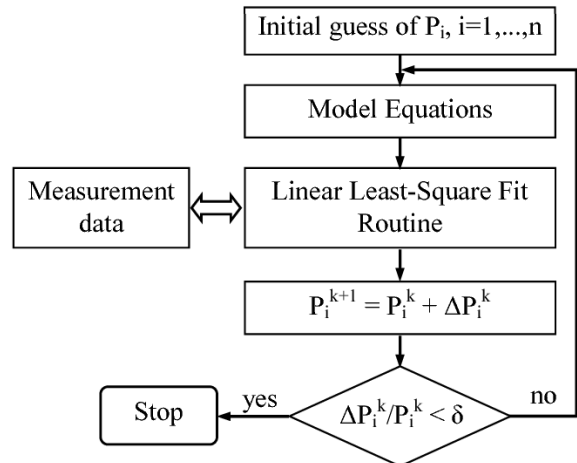 Initial guess of Pᵢ, i=1,...,n
Model Equations
Measurement
data
Linear Least-Square Fit
Routine
Pᵢᵏ⁺¹ = Pᵢᵏ + ΔPᵢᵏ
Stop
yes
ΔPᵢᵏ/Pᵢᵏ < δ
no